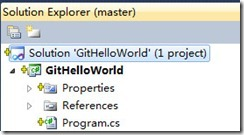 Solution Explorer (master)
Solution 'GitHelloWorld' (1 project)
GitHelloWorld
Properties
References
Program.cs